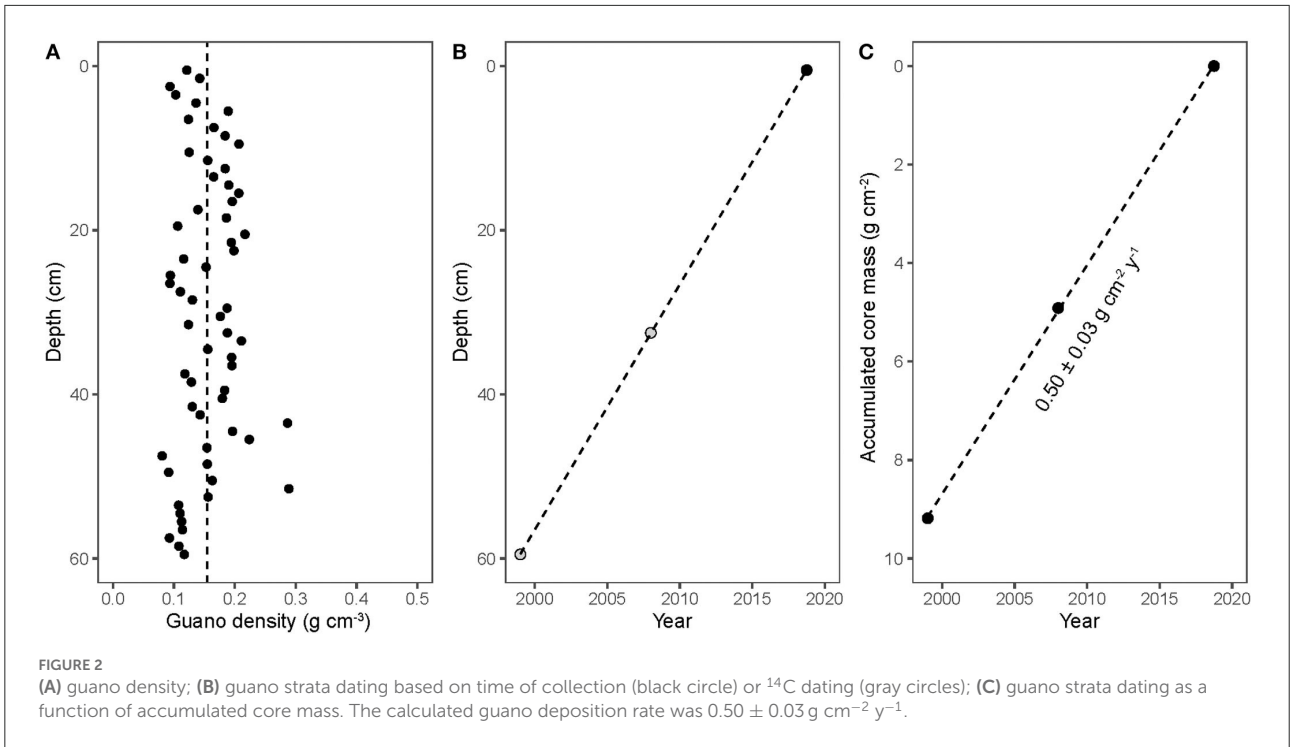 A
0
20
40
60
Depth (cm)
0.0 0.1 0.2 0.3 0.4 0.5
Guano density (g cm⁻³)
B
0
20
40
60
Depth (cm)
2000 2005 2010 2015 2020
Year
C
0
2
4
6
8
10
Accumulated core mass (g cm⁻²)
0.50 ± 0.03 g cm⁻² y⁻¹
2000 2005 2010 2015 2020
Year
FIGURE 2
(A) guano density; (B) guano strata dating based on time of collection (black circle) or ¹⁴C dating (gray circles); (C) guano strata dating as a
function of accumulated core mass. The calculated guano deposition rate was 0.50 ± 0.03 g cm⁻² y⁻¹.